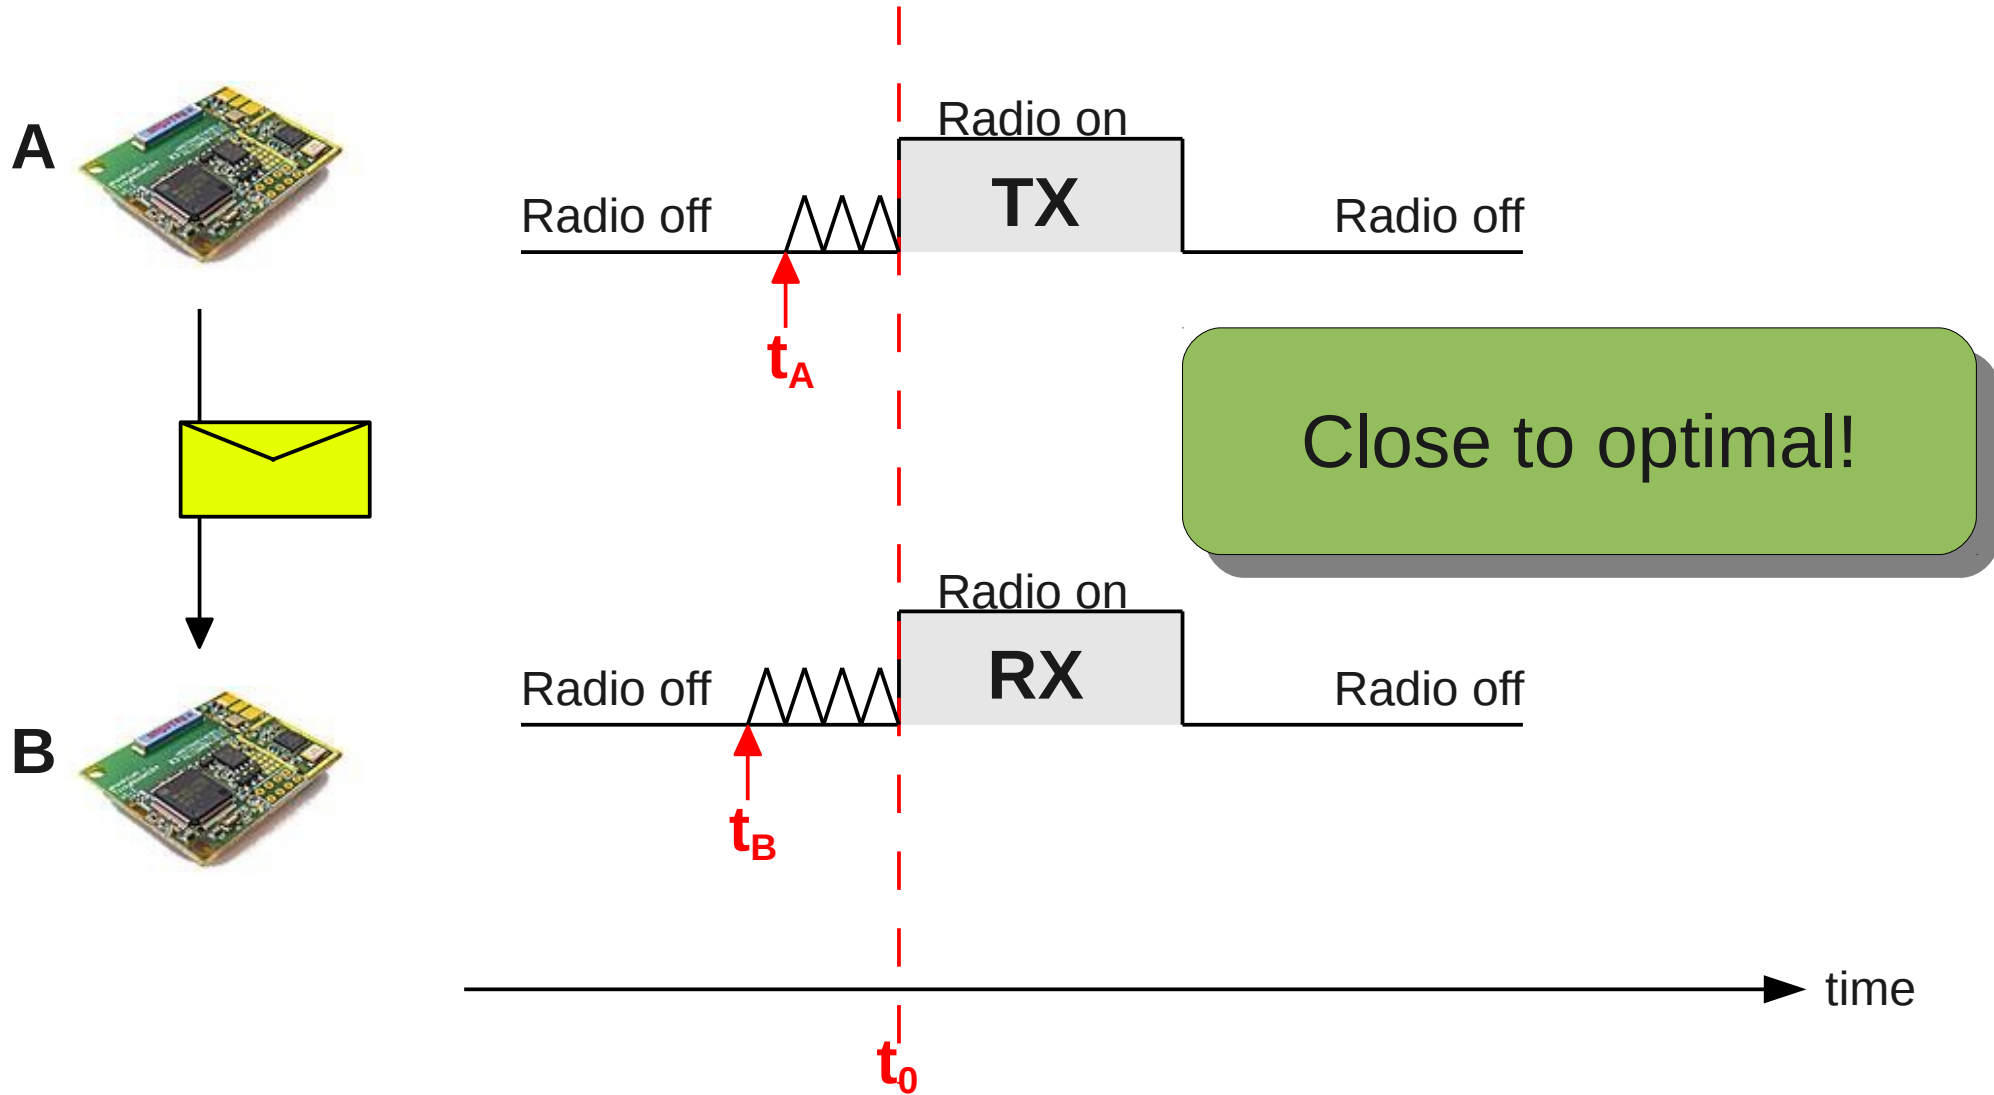 A
Radio on
TX
Radio off
Radio off
tA
Close to optimal!
Radio on
RX
Radio off
Radio off
B
tB
time
t0